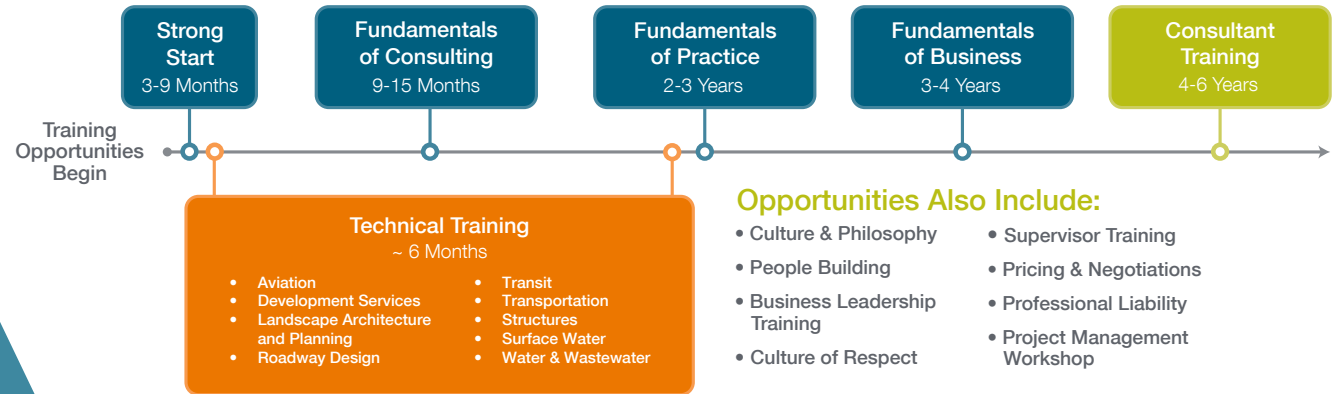 Strong
Start
3-9 Months
Fundamentals
of Consulting
9-15 Months
Fundamentals
of Practice
2-3 Years
Fundamentals
of Business
3-4 Years
Consultant
Training
4-6 Years
Training
Opportunities
Begin
Technical Training
~ 6 Months
• Aviation
• Development Services
• Landscape Architecture
and Planning
• Roadway Design
• Transit
• Transportation
• Structures
• Surface Water
• Water & Wastewater
Opportunities Also Include:
• Culture & Philosophy
• People Building
• Business Leadership
Training
• Culture of Respect
• Supervisor Training
• Pricing & Negotiations
• Professional Liability
• Project Management
Workshop